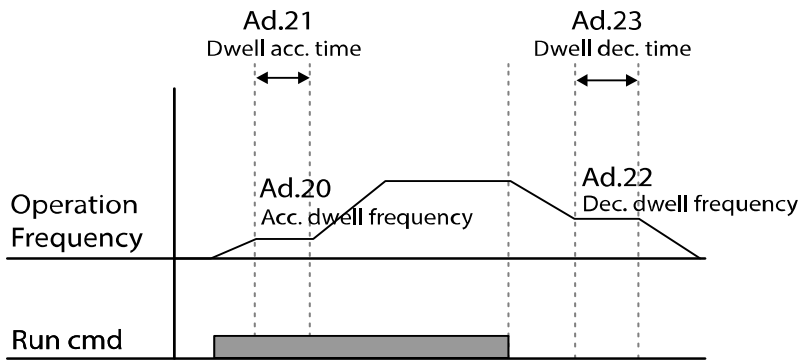 Ad.21
Dwell acc. time
Ad.23
Dwell dec. time
Ad.20
Acc. dwell frequency
Ad.22
Dec. dwell frequency
Operation
Frequency
Run cmd